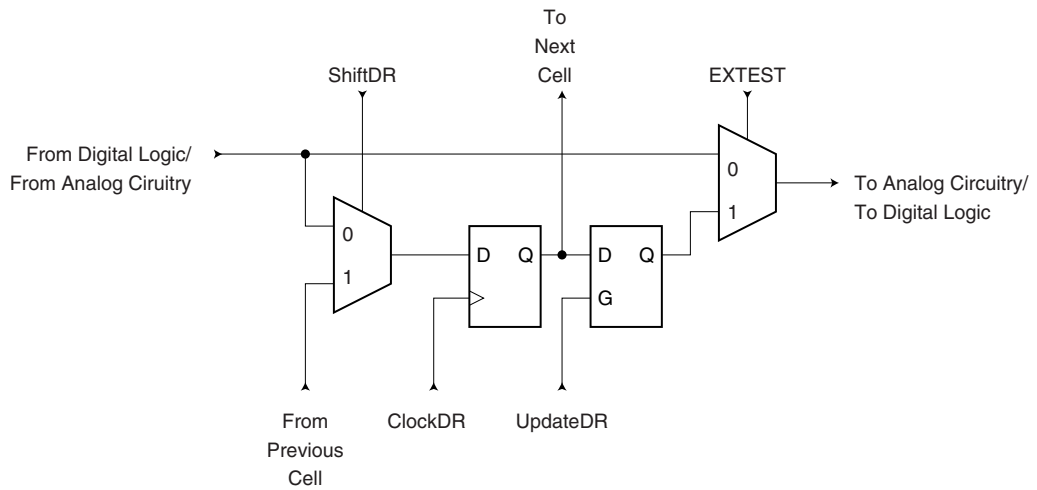 To
Next
Cell
ShiftDR
EXTEST
From Digital Logic/
From Analog Ciruitry
0
1
0
1
To Analog Circuitry/
To Digital Logic
D Q
D Q
G
From
Previous
Cell
ClockDR
UpdateDR